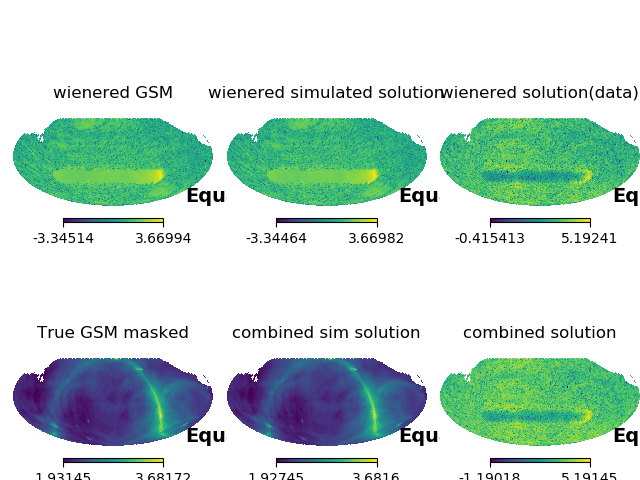 wienered GSM
wienered simulated solution
wienered solution(data)
Equ
Equ
Eq
-3.34514 3.66994
-3.34464 3.66982
-0.415413 5.19241
True GSM masked
combined sim solution
combined solution
Equ
Equ
Eq
1.93145 3.68172
1.92745 3.6816
-1.19018 5.19145